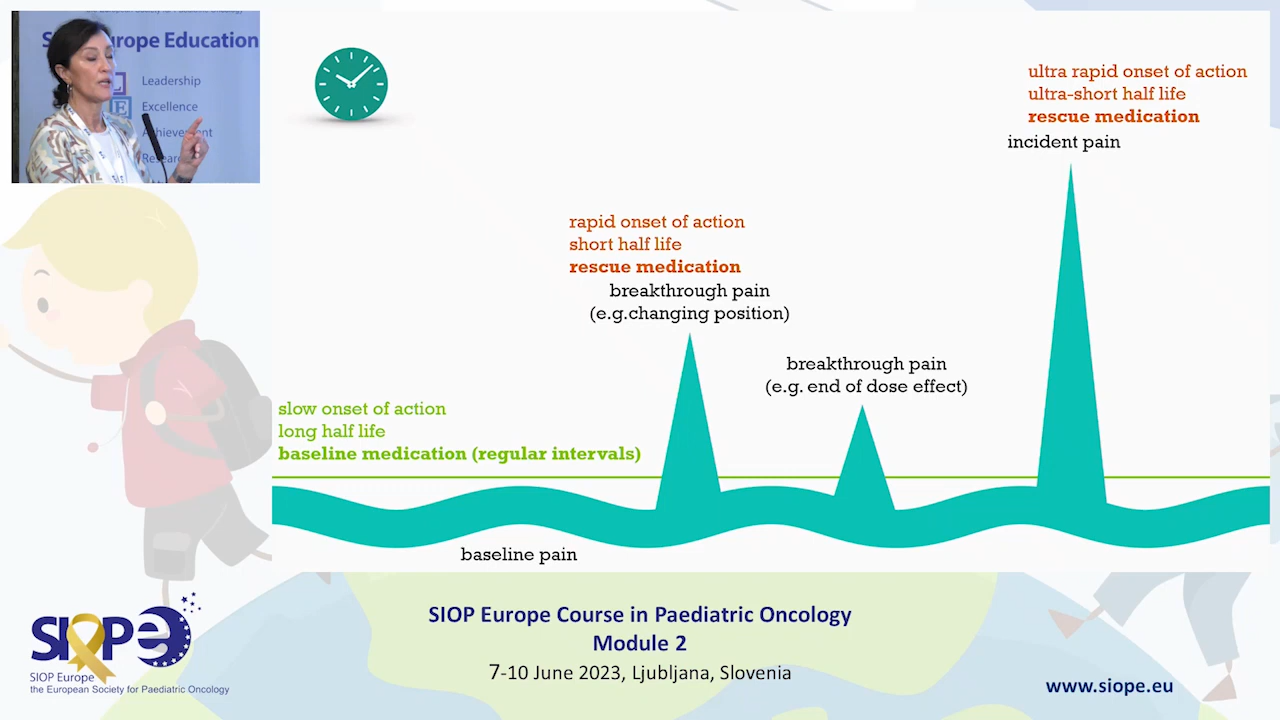 Europe Education
Leadership
E
Excellence
Achievement
ultra rapid onset of action
ultra-short half life
rescue medication
incident pain
rapid onset of action
short half life
rescue medication
breakthrough pain
(e.g.changing position)
breakthrough pain
(e.g. end of dose effect)
slow onset of action
long half life
baseline medication (regular intervals)
baseline pain
SIOP Europe Course in Paediatric Oncology
Module 2
7-10 June 2023, Ljubljana, Slovenia
SIOP e
SIOP Europe
the European Society for Paediatric Oncology
www.siope.eu